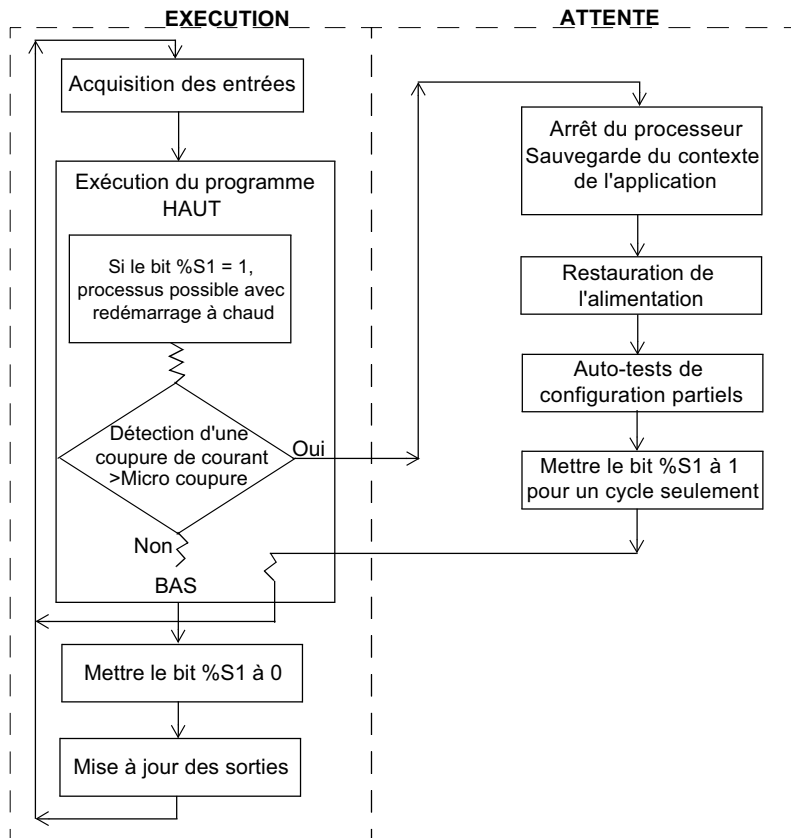 EXECUTION
ATTENTE
Acquisition des entrées
Exécution du programme
HAUT
Si le bit %S1 = 1,
processus possible avec
redémarrage à chaud
Détection d'une
coupure de courant
>Micro coupure
Oui
Non
BAS
Mettre le bit %S1 à 0
Mise à jour des sorties
Arrêt du processeur
Sauvegarde du contexte
de l'application
Restauration de
l'alimentation
Auto-tests de
configuration partiels
Mettre le bit %S1 à 1
pour un cycle seulement